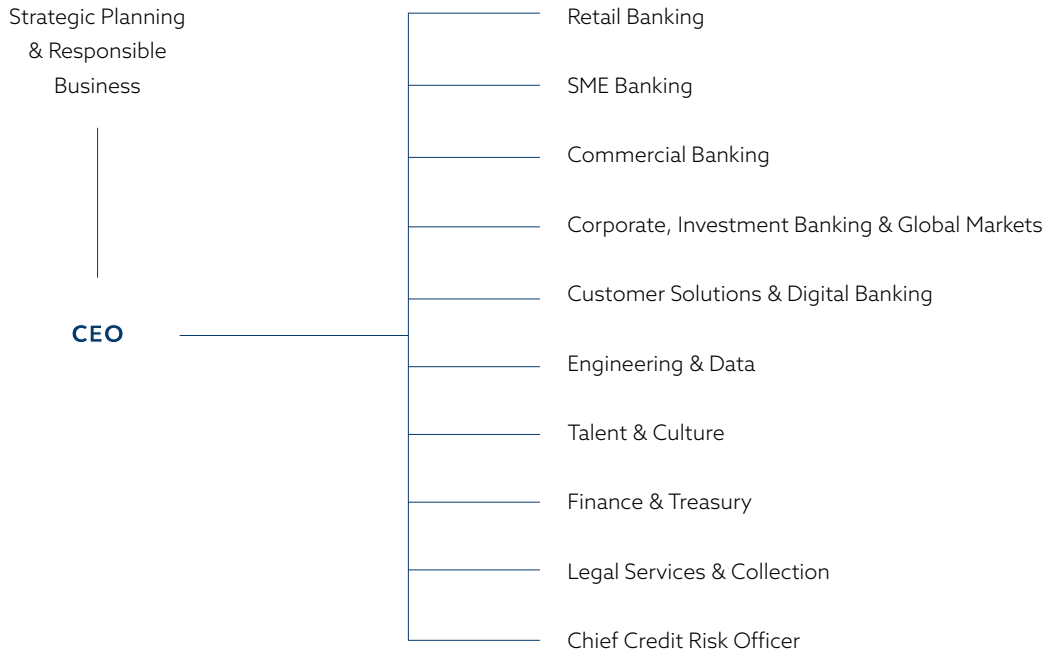 Strategic Planning
& Responsible
Business
CEO
Retail Banking
SME Banking
Commercial Banking
Corporate, Investment Banking & Global Markets
Customer Solutions & Digital Banking
Engineering & Data
Talent & Culture
Finance & Treasury
Legal Services & Collection
Chief Credit Risk Officer